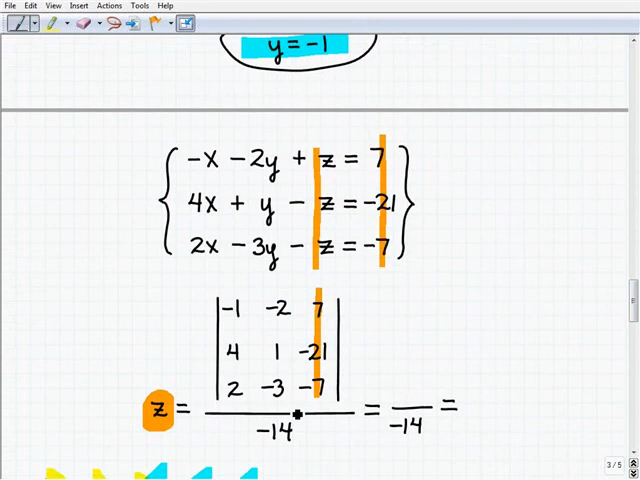 File Edit View Insert Actions Tools Help
y = -1
-x - 2y + z = 7
4x + y - z = -21
2x - 3y - z = -7
-1 -2 7
4 1 -21
2 -3 -7
z = =  =
-14 -14
3 / 5